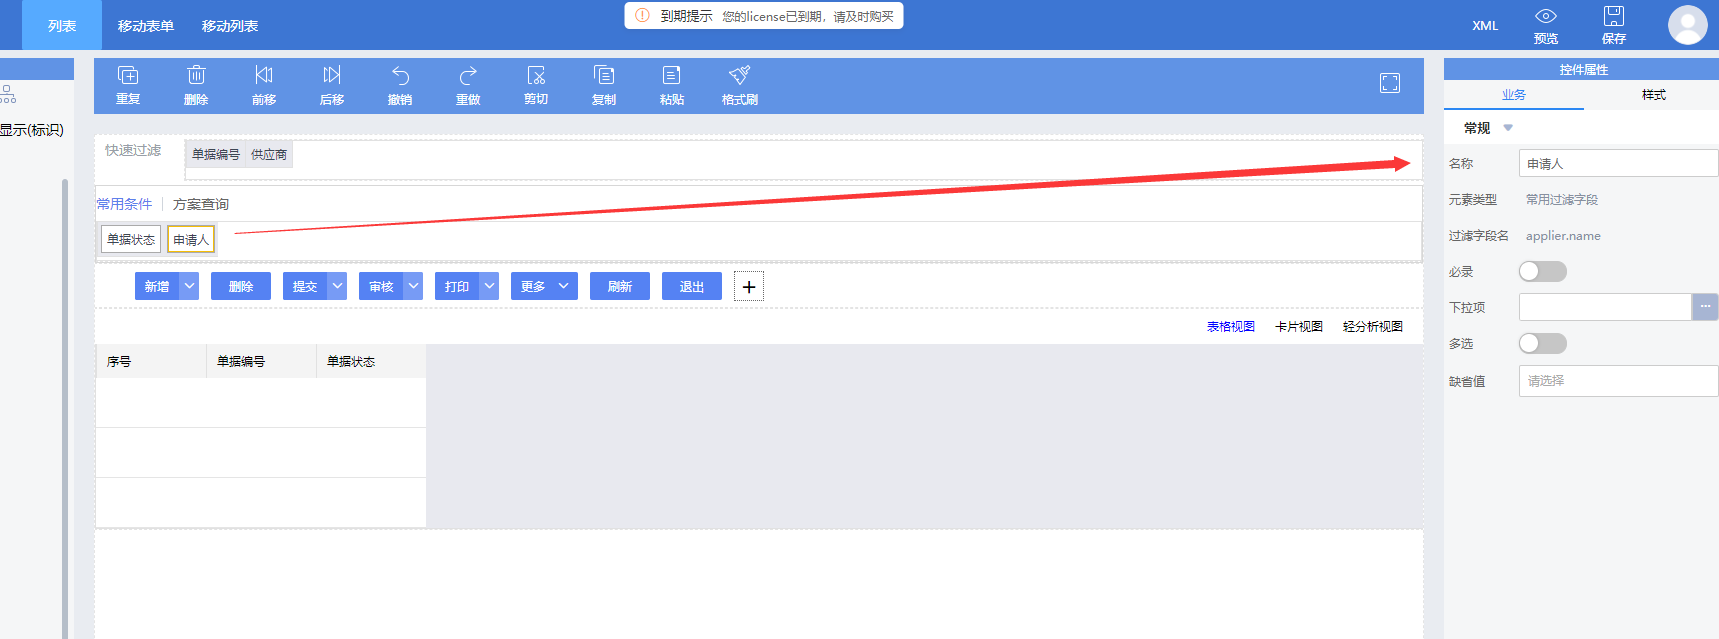 列表 移动表单 移动列表
到期提示 您的license已到期，请及时购买
XML 预览 保存
显示(标识)
重复 删除 前移 后移 撤销 重做 剪切 复制 粘贴 格式刷
快速过滤 单据编号 供应商
常用条件 方案查询
单据状态 申请人
新增 删除 提交 审核 打印 更多 刷新 退出 +
表格视图 卡片视图 轻分析视图
序号 单据编号 单据状态
控件属性
业务 样式
常规
名称 申请人
元素类型 常用过滤字段
过滤字段名 applier.name
必录
下拉项 ...
多选
缺省值 请选择